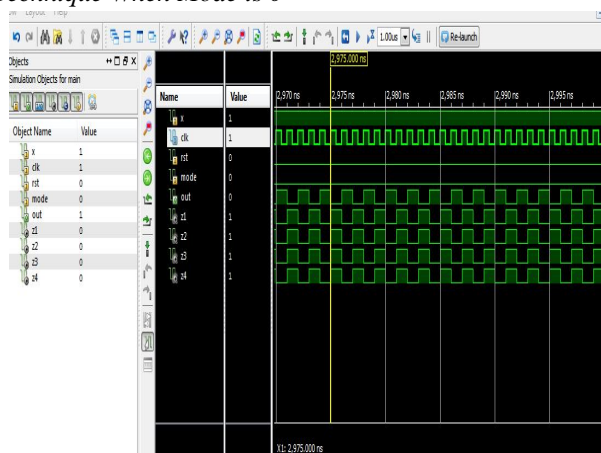 echnique when Mode is 0
Layout Help
1.00us
Re-launch
Objects
Simulation Objects for main
Object Name Value
x 1
clk 1
rst 0
mode 0
out 1
z1 0
z2 0
z3 0
z4 0
2,975.000 ns
Name Value
2,970 ns 2,975 ns 2,980 ns 2,985 ns 2,990 ns 2,995 ns
x 1
clk 1
rst 0
mode 0
out 0
z1 1
z2 1
z3 1
z4 1
X1: 2,975.000 ns